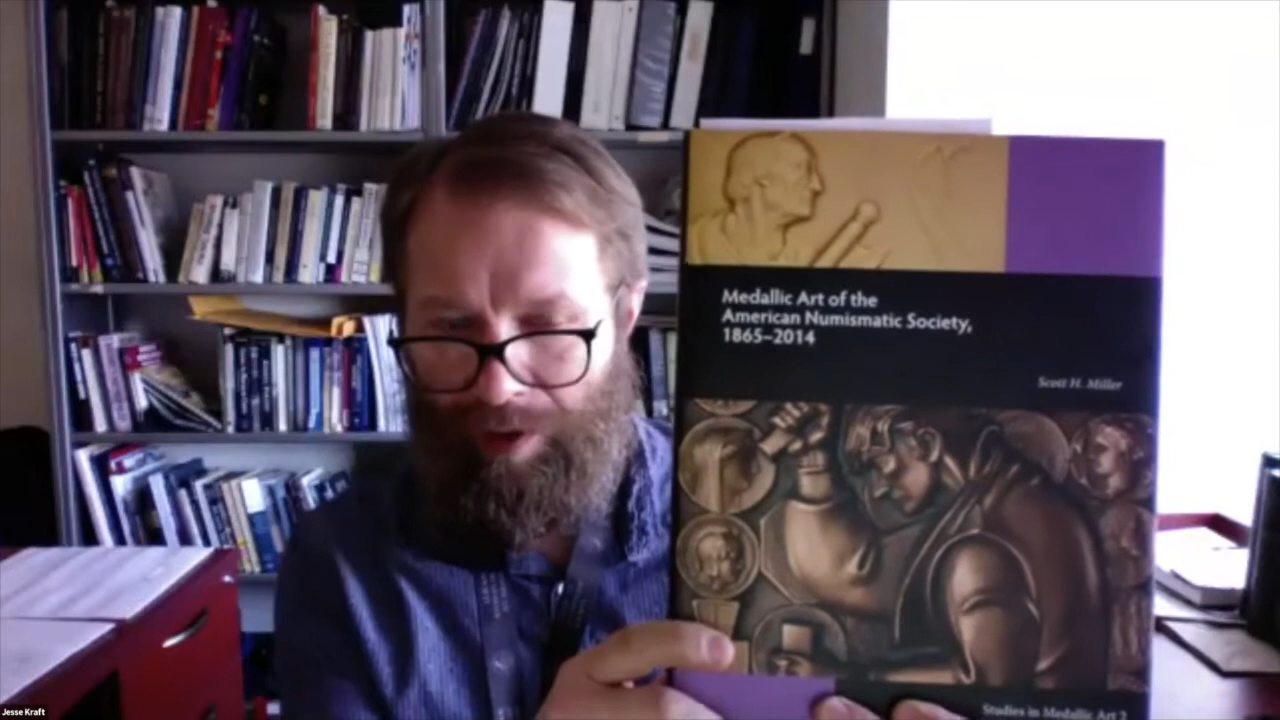 Medallic Art of the
American Numismatic Society,
1865–2014
Scott H. Miller
Studies in Medallic Art 2
Jesse Kraft